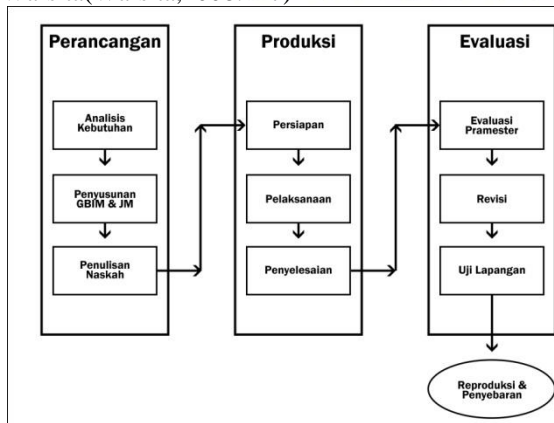 Perancangan
Analisis
Kebutuhan
Penyusunan
GBIM & JM
Penulisan
Naskah
Produksi
Persiapan
Pelaksanaan
Penyelesaian
Evaluasi
Evaluasi
Pramester
Revisi
Uji Lapangan
Reproduksi &
Penyebaran